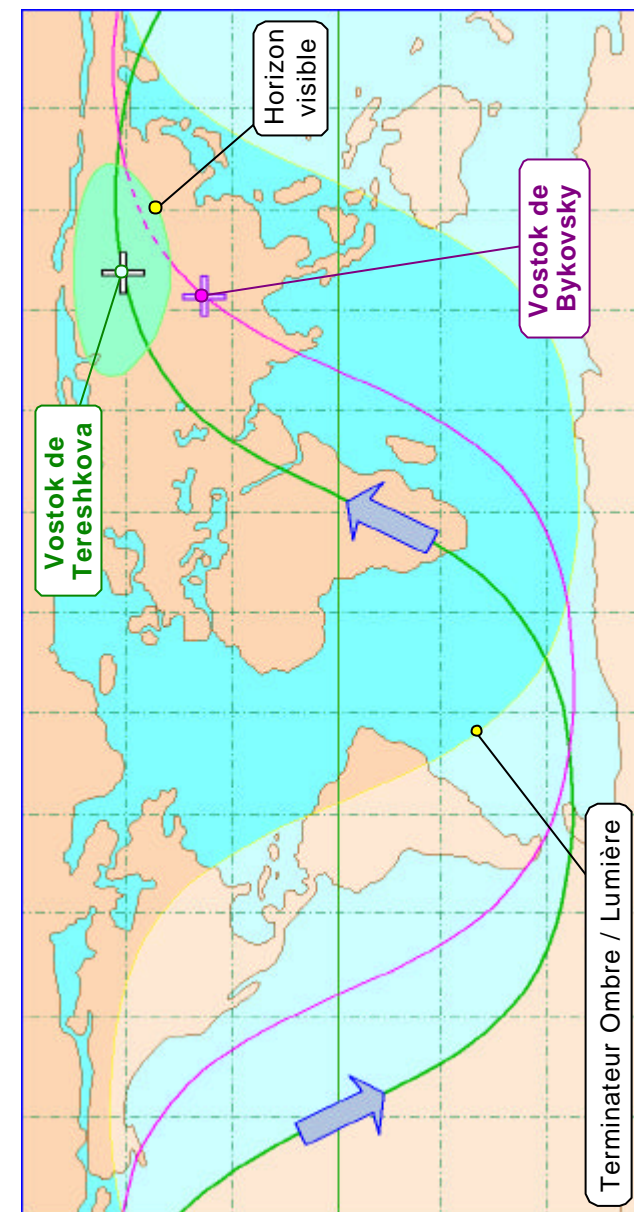 Vostok de
Tereshkova
Horizon
visible
Vostok de
Bykovsky
Terminateur Ombre / Lumière